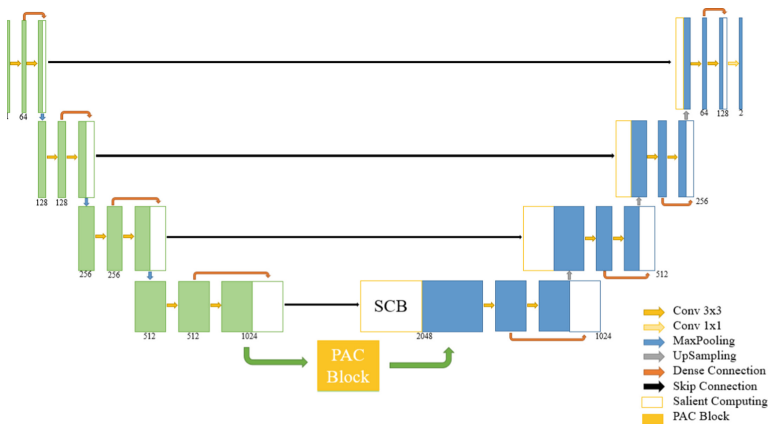 64
64 128 2
128 128
256
256 256
512
SCB
512 512 1024
2048
1024
PAC
Block
Conv 3x3
Conv 1x1
MaxPooling
UpSampling
Dense Connection
Skip Connection
Salient Computing
PAC Block